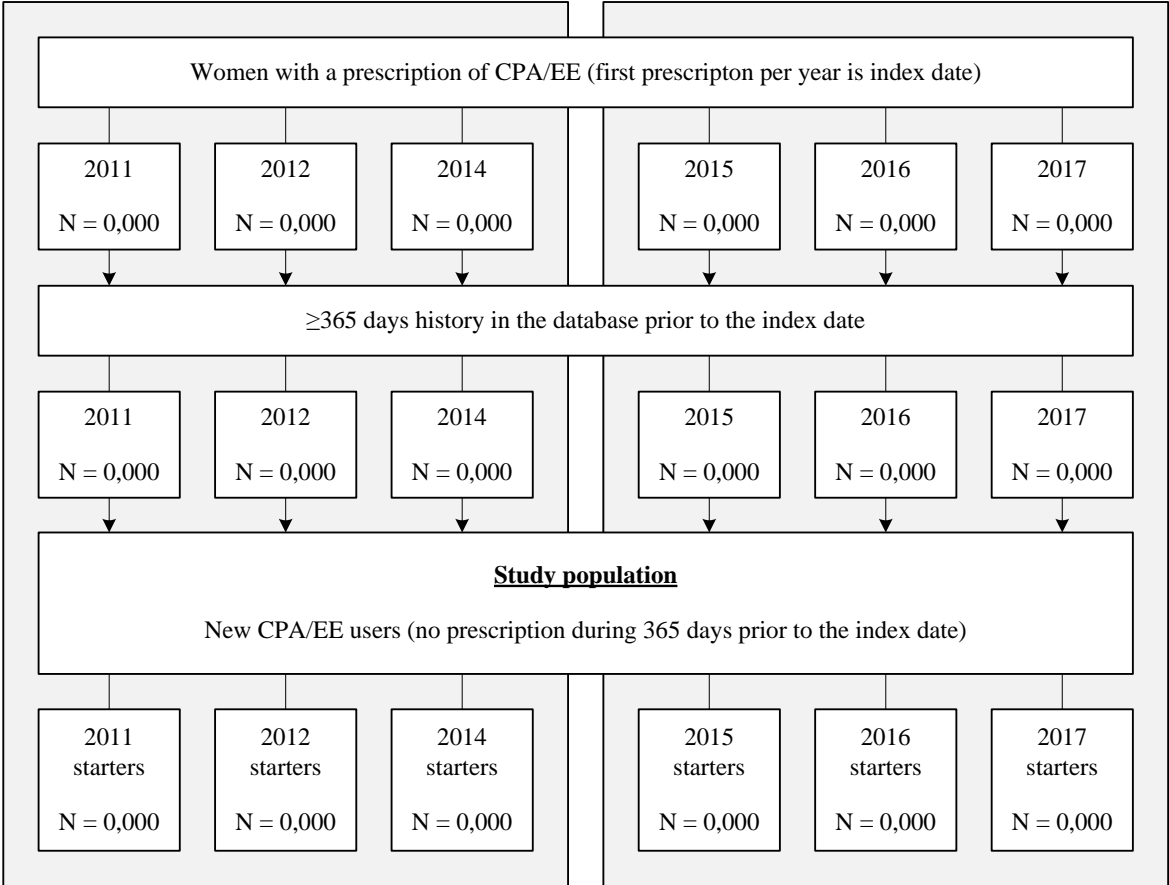 Women with a prescription of CPA/EE (first prescripton per year is index date)
2011 2012 2014 2015 2016 2017
N = 0,000 N = 0,000 N = 0,000 N = 0,000 N = 0,000 N = 0,000
≥365 days history in the database prior to the index date
2011 2012 2014 2015 2016 2017
N = 0,000 N = 0,000 N = 0,000 N = 0,000 N = 0,000 N = 0,000
Study population
New CPA/EE users (no prescription during 365 days prior to the index date)
2011 2012 2014 2015 2016 2017
starters starters starters starters starters starters
N = 0,000 N = 0,000 N = 0,000 N = 0,000 N = 0,000 N = 0,000